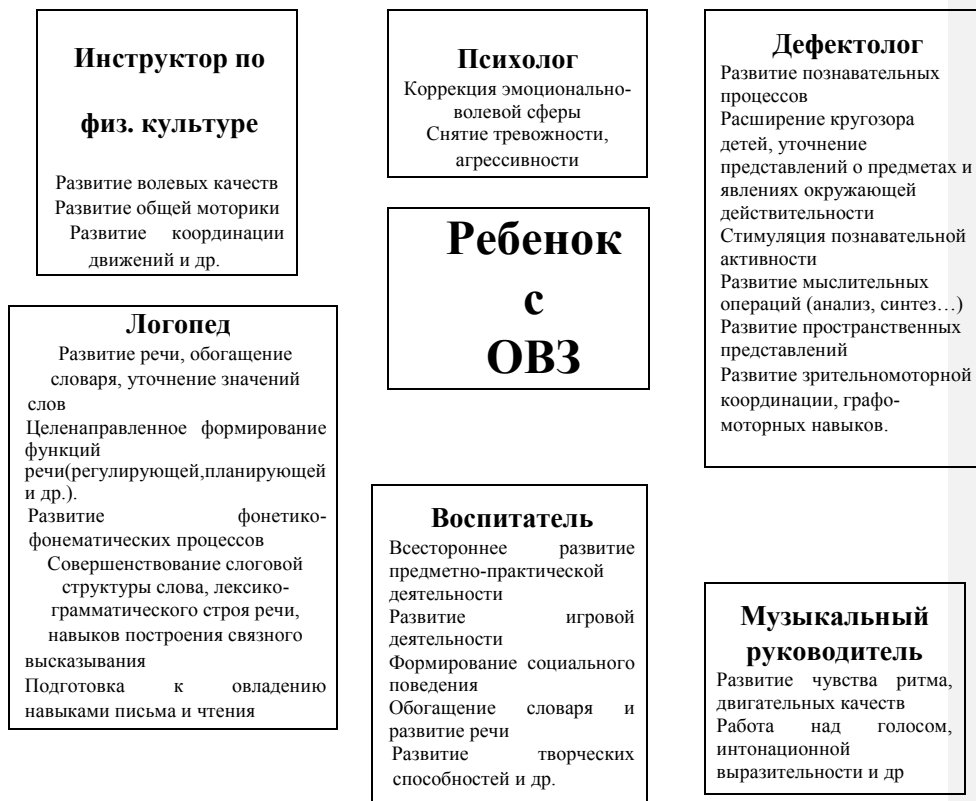 Инструктор по
физ. культуре
Развитие волевых качеств
Развитие общей моторики
Развитие координации
движений и др.
Психолог
Коррекция эмоционально-
волевой сферы
Снятие тревожности,
агрессивности
Дефектолог
Развитие познавательных
процессов
Расширение кругозора
детей, уточнение
представлений о предметах и
явлениях окружающей
действительности
Стимуляция познавательной
активности
Развитие мыслительных
операций (анализ, синтез…)
Развитие пространственных
представлений
Развитие зрительномоторной
координации, графо-
моторных навыков.
Ребенок
с
ОВЗ
Логопед
Развитие речи, обогащение
словаря, уточнение значений
слов
Целенаправленное формирование
функций
речи(регулирующей,планирующей
и др.).
Развитие фонетико-
фонематических процессов
Совершенствование слоговой
структуры слова, лексико-
грамматического строя речи,
навыков построения связного
высказывания
Подготовка к овладению
навыками письма и чтения
Воспитатель
Всестороннее развитие
предметно-практической
деятельности
Развитие игровой
деятельности
Формирование социального
поведения
Обогащение словаря и
развитие речи
Развитие творческих
способностей и др.
Музыкальный
руководитель
Развитие чувства ритма,
двигательных качеств
Работа над голосом,
интонационной
выразительности и др